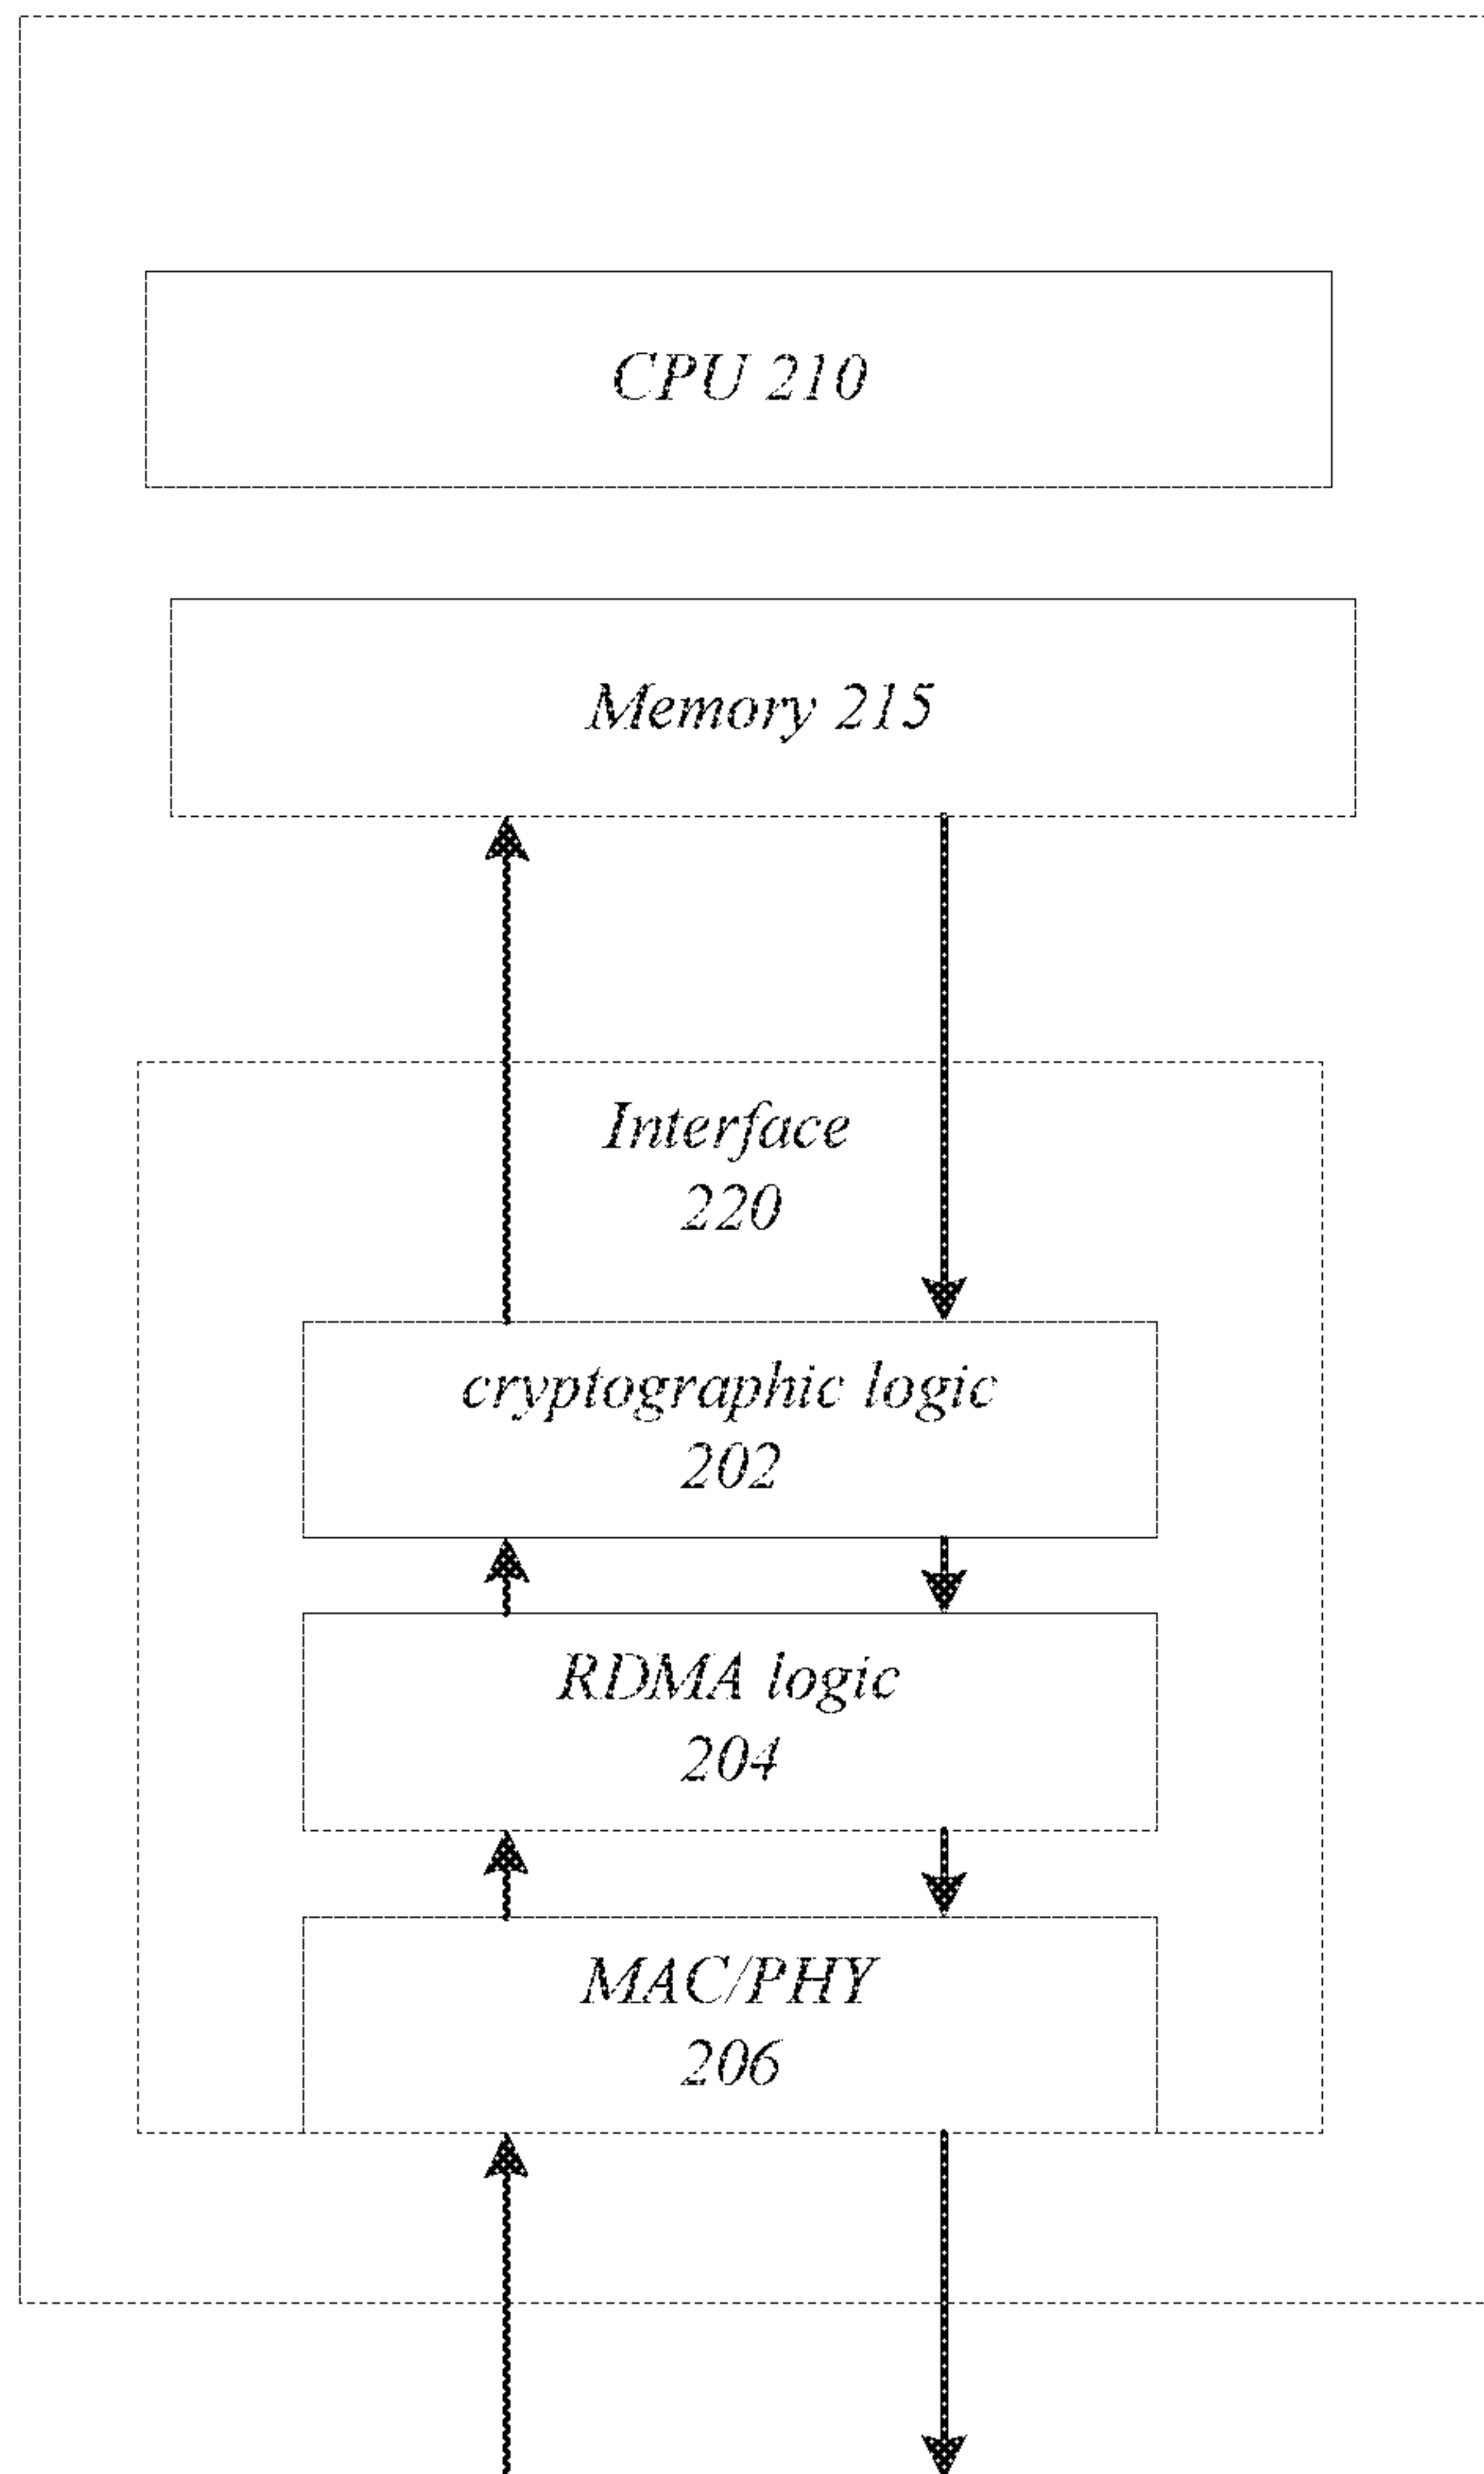 CPU 210
Memory 215
Interface
220
cryptographic logic
202
RDMA logic
204
MAC/PHY
206